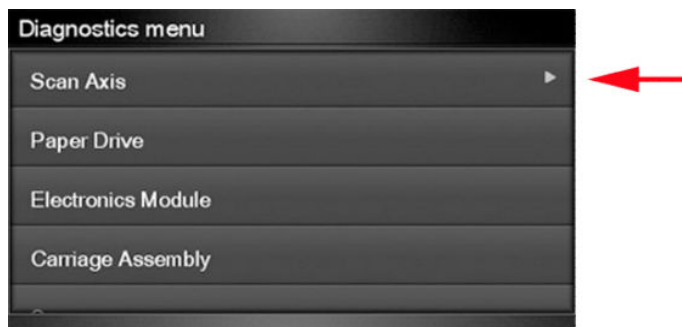 Diagnostics menu
Scan Axis
Paper Drive
Electronics Module
Carriage Assembly